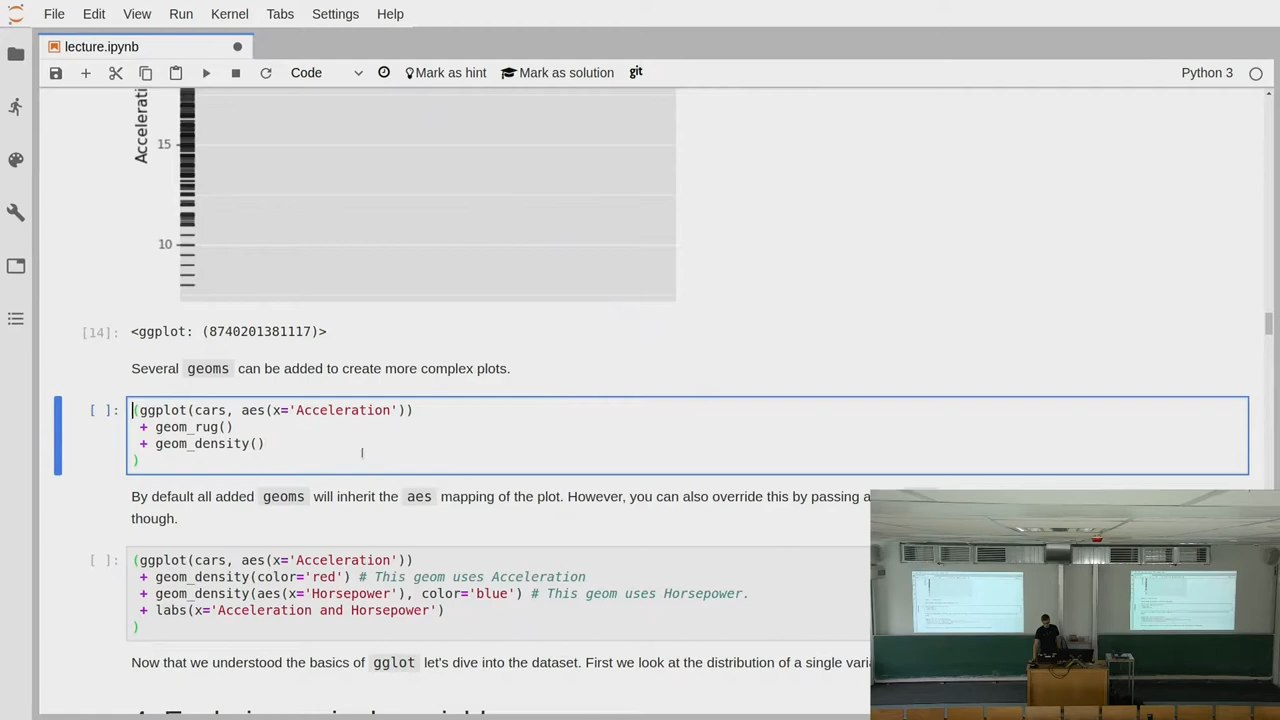 File Edit View Run Kernel Tabs Settings Help
lecture.ipynb
Code Mark as hint Mark as solution git Python 3
Accelerati
15
10
[14]: <ggplot: (8740201381117)>
Several geoms can be added to create more complex plots.
[ ]: (ggplot(cars, aes(x='Acceleration'))
+ geom_rug()
+ geom_density()
)
By default all added geoms will inherit the aes mapping of the plot. However, you can also override this by passing a
though.
[ ]: (ggplot(cars, aes(x='Acceleration'))
+ geom_density(color='red') # This geom uses Acceleration
+ geom_density(aes(x='Horsepower'), color='blue') # This geom uses Horsepower.
+ labs(x='Acceleration and Horsepower')
)
Now that we understood the basics of gglot let's dive into the dataset. First we look at the distribution of a single varia